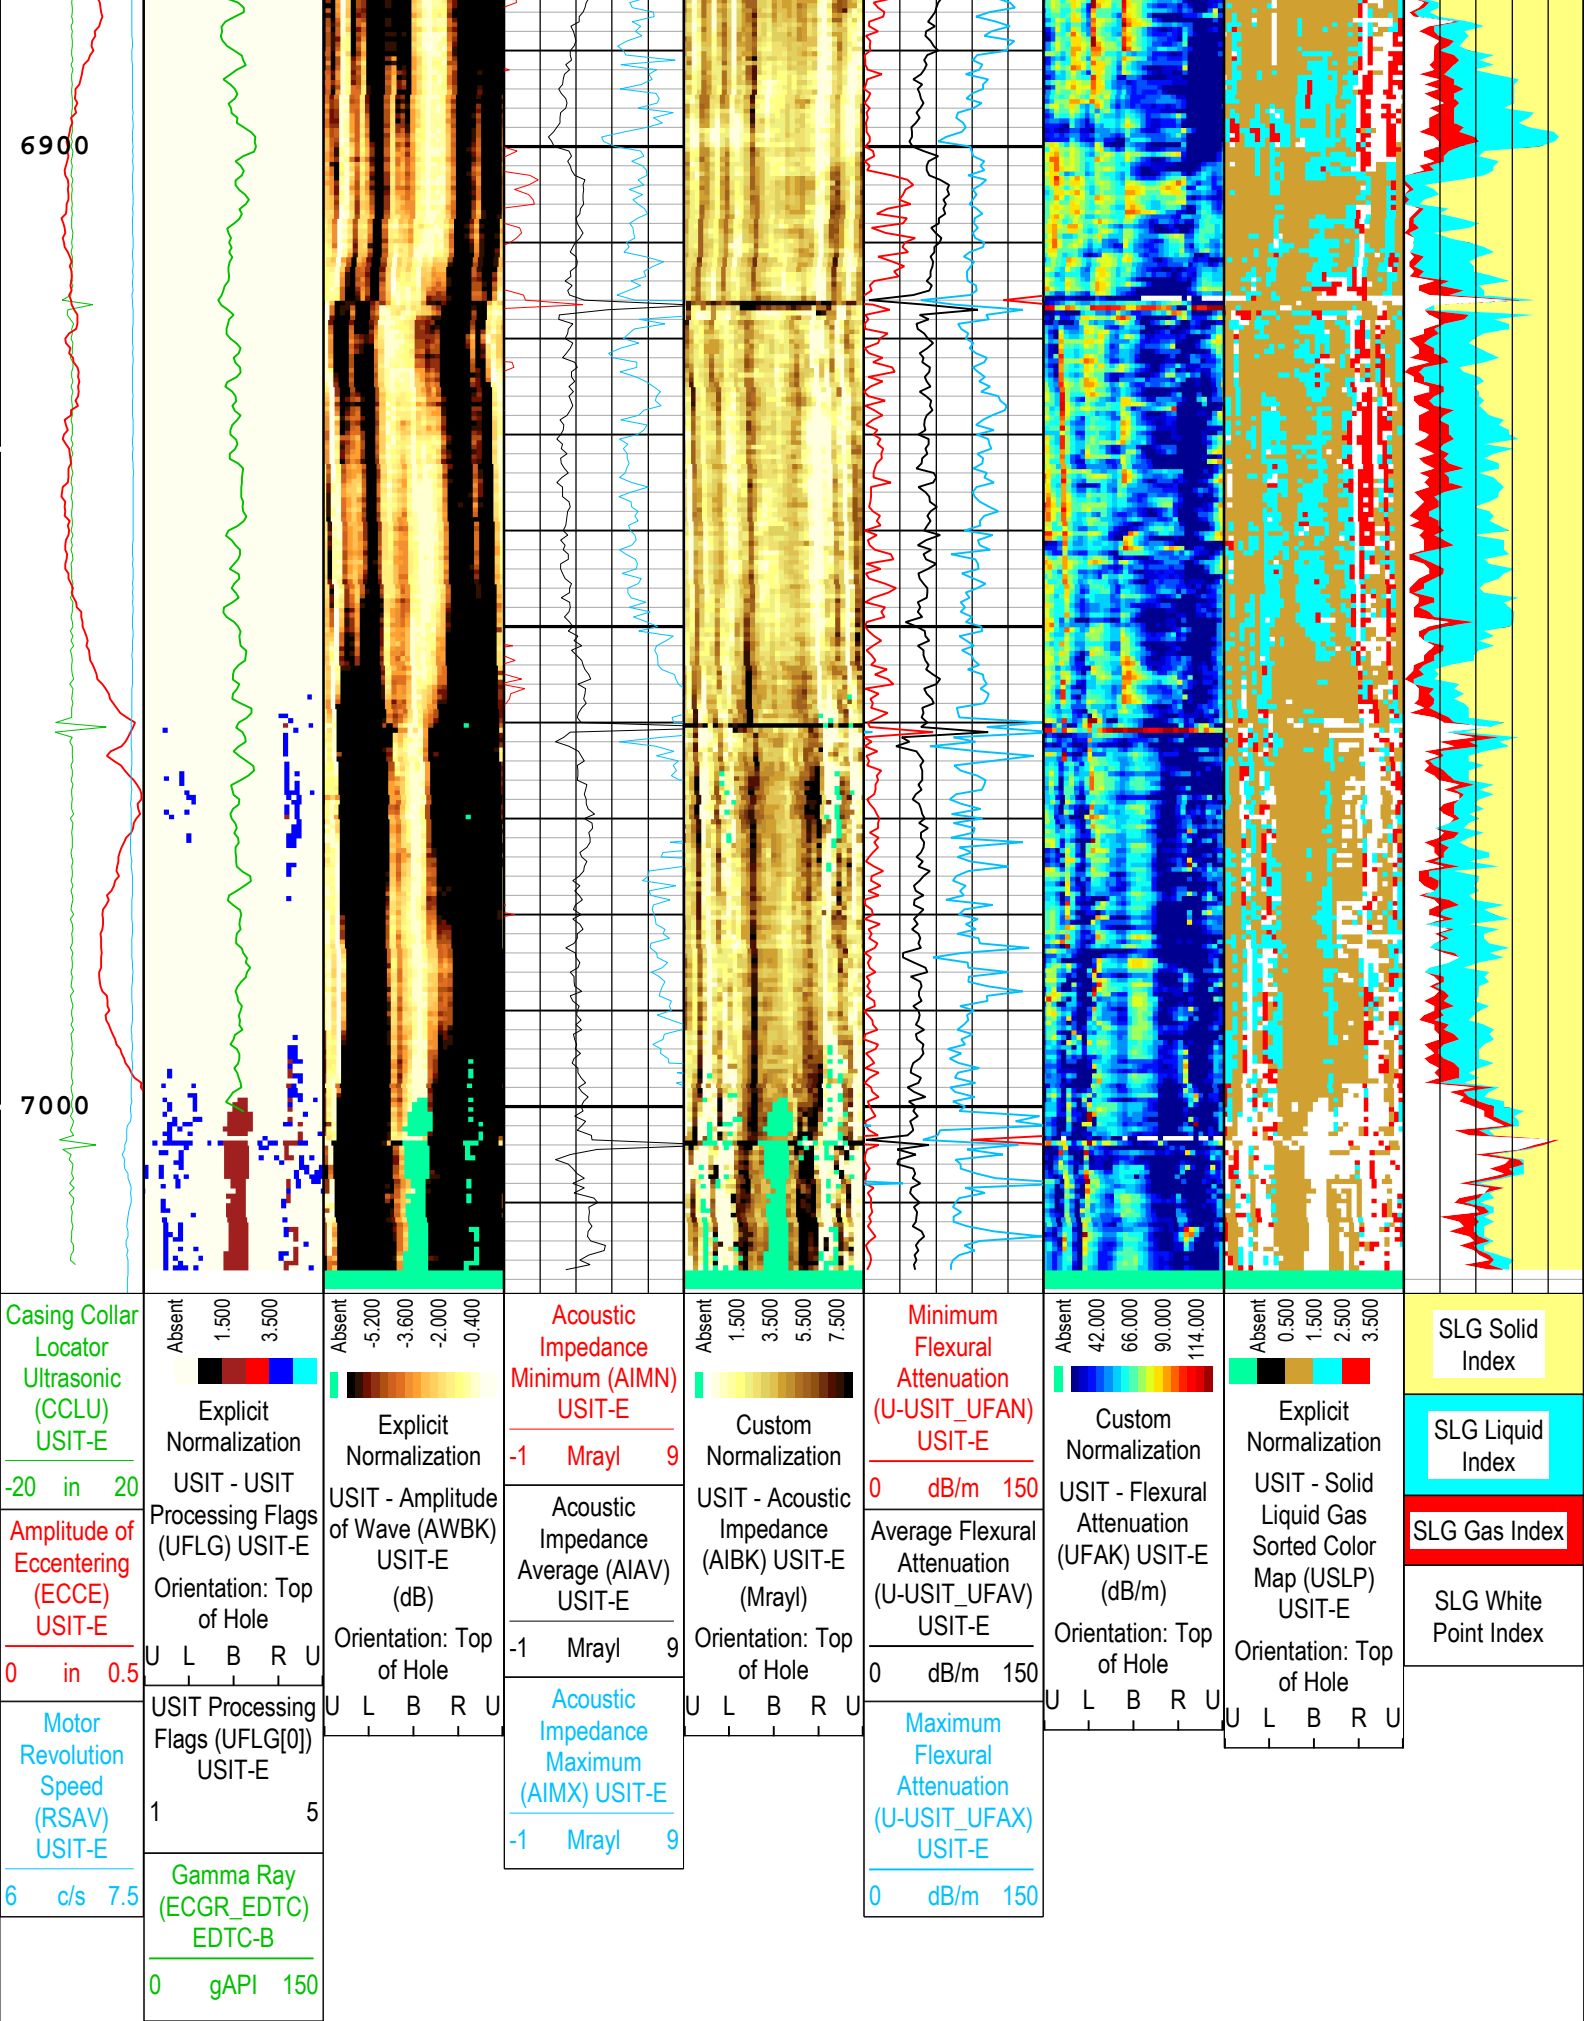 6900
7000
Casing Collar
Locator
Ultrasonic
(CCLU)
USIT-E
-20 in 20
Amplitude of
Eccentering
(ECCE)
USIT-E
0 in 0.5
Motor
Revolution
Speed
(RSAV)
USIT-E
6 c/s 7.5
Absent 1.500 3.500
Explicit
Normalization
USIT - USIT
Processing Flags
(UFLG) USIT-E
Orientation: Top
of Hole
U L B R U
USIT Processing
Flags (UFLG[0])
USIT-E
1 5
Gamma Ray
(ECGR_EDTC)
EDTC-B
0 gAPI 150
Absent -5.200 -3.600 -2.000 -0.400
Explicit
Normalization
USIT - Amplitude
of Wave (AWBK)
USIT-E
(dB)
Orientation: Top
of Hole
U L B R U
Acoustic
Impedance
Minimum (AIMN)
USIT-E
-1 Mrayl 9
Acoustic
Impedance
Average (AIAV)
USIT-E
-1 Mrayl 9
Acoustic
Impedance
Maximum
(AIMX) USIT-E
-1 Mrayl 9
Absent 1.500 3.500 5.500 7.500
Custom
Normalization
USIT - Acoustic
Impedance
(AIBK) USIT-E
(Mrayl)
Orientation: Top
of Hole
U L B R U
Minimum
Flexural
Attenuation
(U-USIT_UFAN)
USIT-E
0 dB/m 150
Average Flexural
Attenuation
(U-USIT_UFAV)
USIT-E
0 dB/m 150
Maximum
Flexural
Attenuation
(U-USIT_UFAX)
USIT-E
0 dB/m 150
Absent 42.000 66.000 90.000 114.000
Custom
Normalization
USIT - Flexural
Attenuation
(UFAK) USIT-E
(dB/m)
Orientation: Top
of Hole
U L B R U
Absent 0.500 1.500 2.500 3.500
Explicit
Normalization
USIT - Solid
Liquid Gas
Sorted Color
Map (USLP)
USIT-E
Orientation: Top
of Hole
U L B R U
SLG Solid
Index
SLG Liquid
Index
SLG Gas Index
SLG White
Point Index